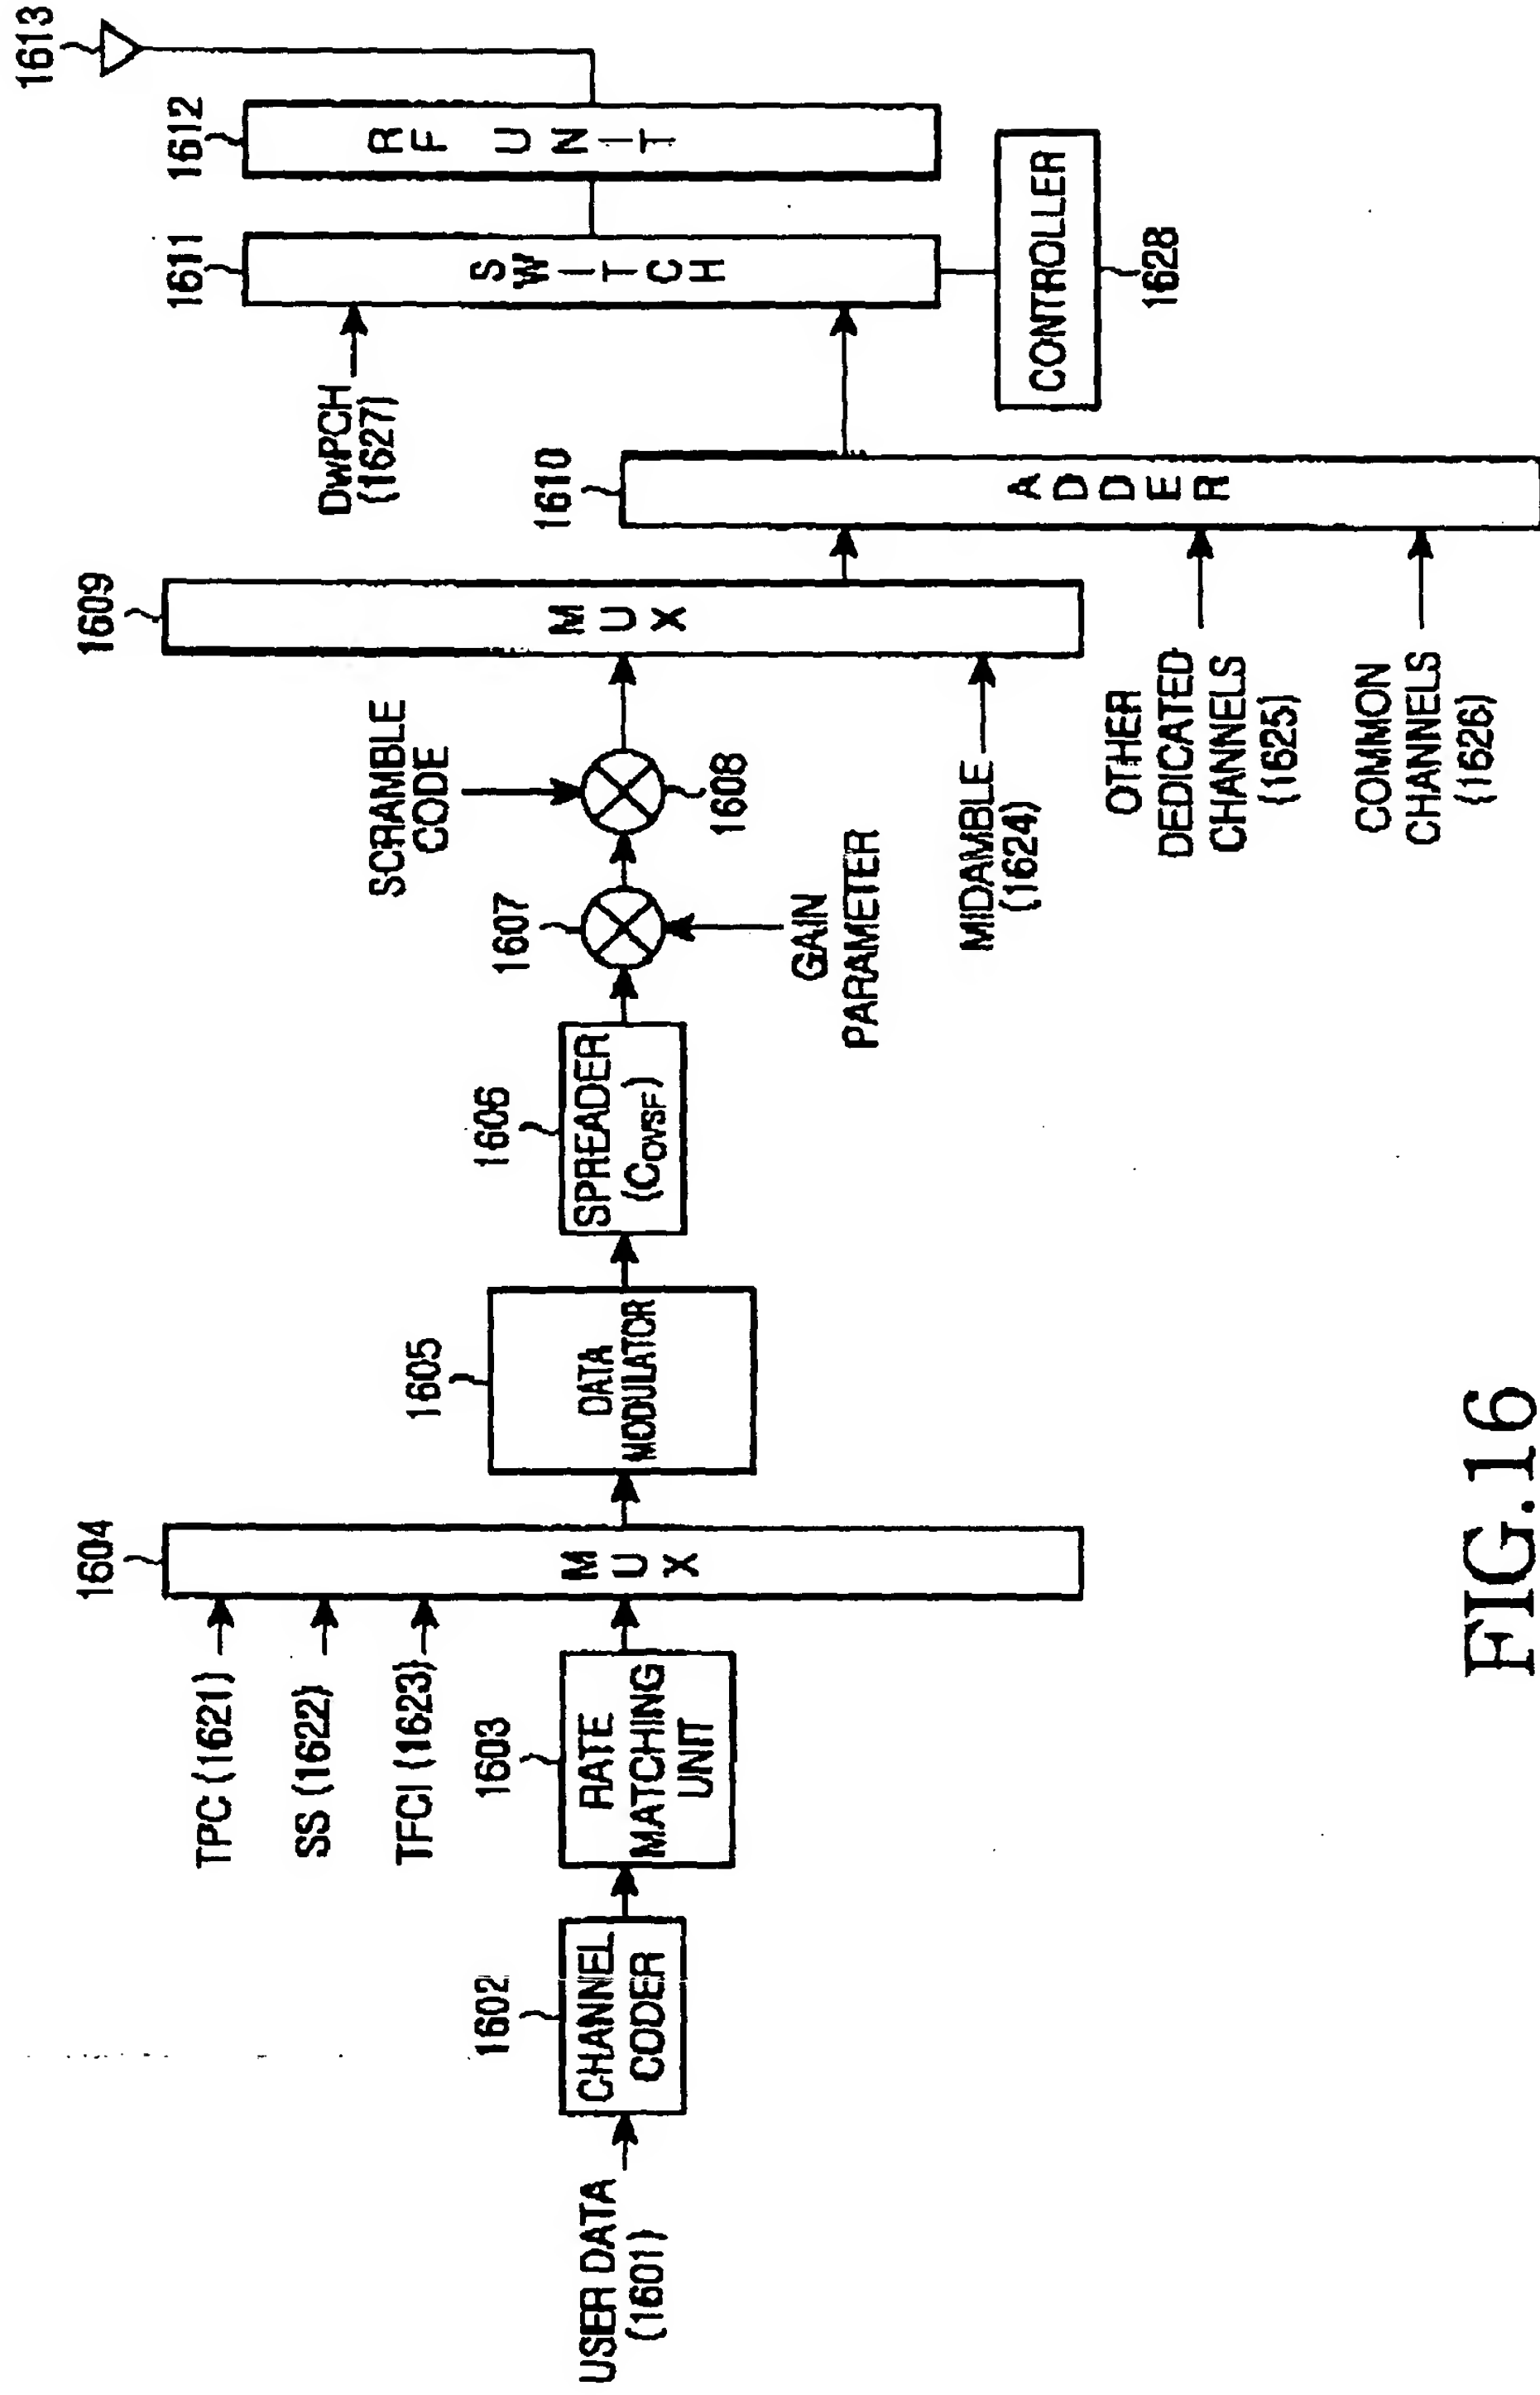 USER DATA
(1601)
1602
CHANNEL
CODER
1603
RATE
MATCHING
UNIT
TPC (1621)
SS (1622)
TFCI (1623)
1604
MUX
1605
DATA
MODULATOR
1606
SPREADER
(COVSF)
1607
GAIN
PARAMETER
SCRAMBLE
CODE
1608
MIDAMBLE
(1624)
1609
MUX
OTHER
DEDICATED
CHANNELS
(1625)
COMMON
CHANNELS
(1626)
1610
ADDER
DwPCH
(1627)
1611
SWITCH
CONTROLLER
1628
1612
RF UNIT
1613
FIG.16